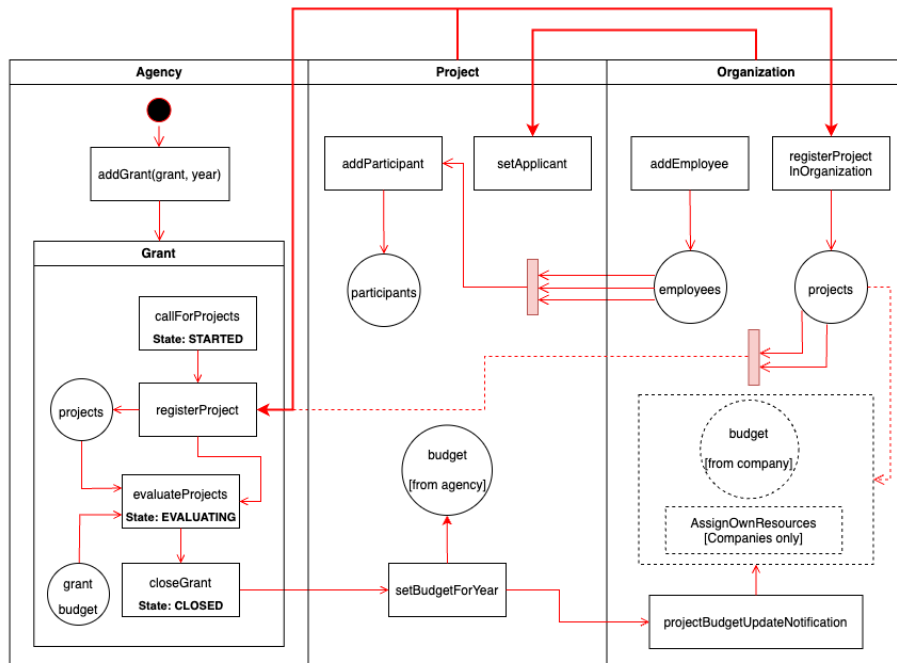 Agency
Project
Organization
addGrant(grant, year)
addParticipant
setApplicant
addEmployee
registerProject
InOrganization
Grant
participants
employees
projects
callForProjects
State: STARTED
projects
registerProject
budget
[from agency]
budget
[from company]
evaluateProjects
State: EVALUATING
AssignOwnResources
[Companies only]
grant
budget
closeGrant
State: CLOSED
setBudgetForYear
projectBudgetUpdateNotification